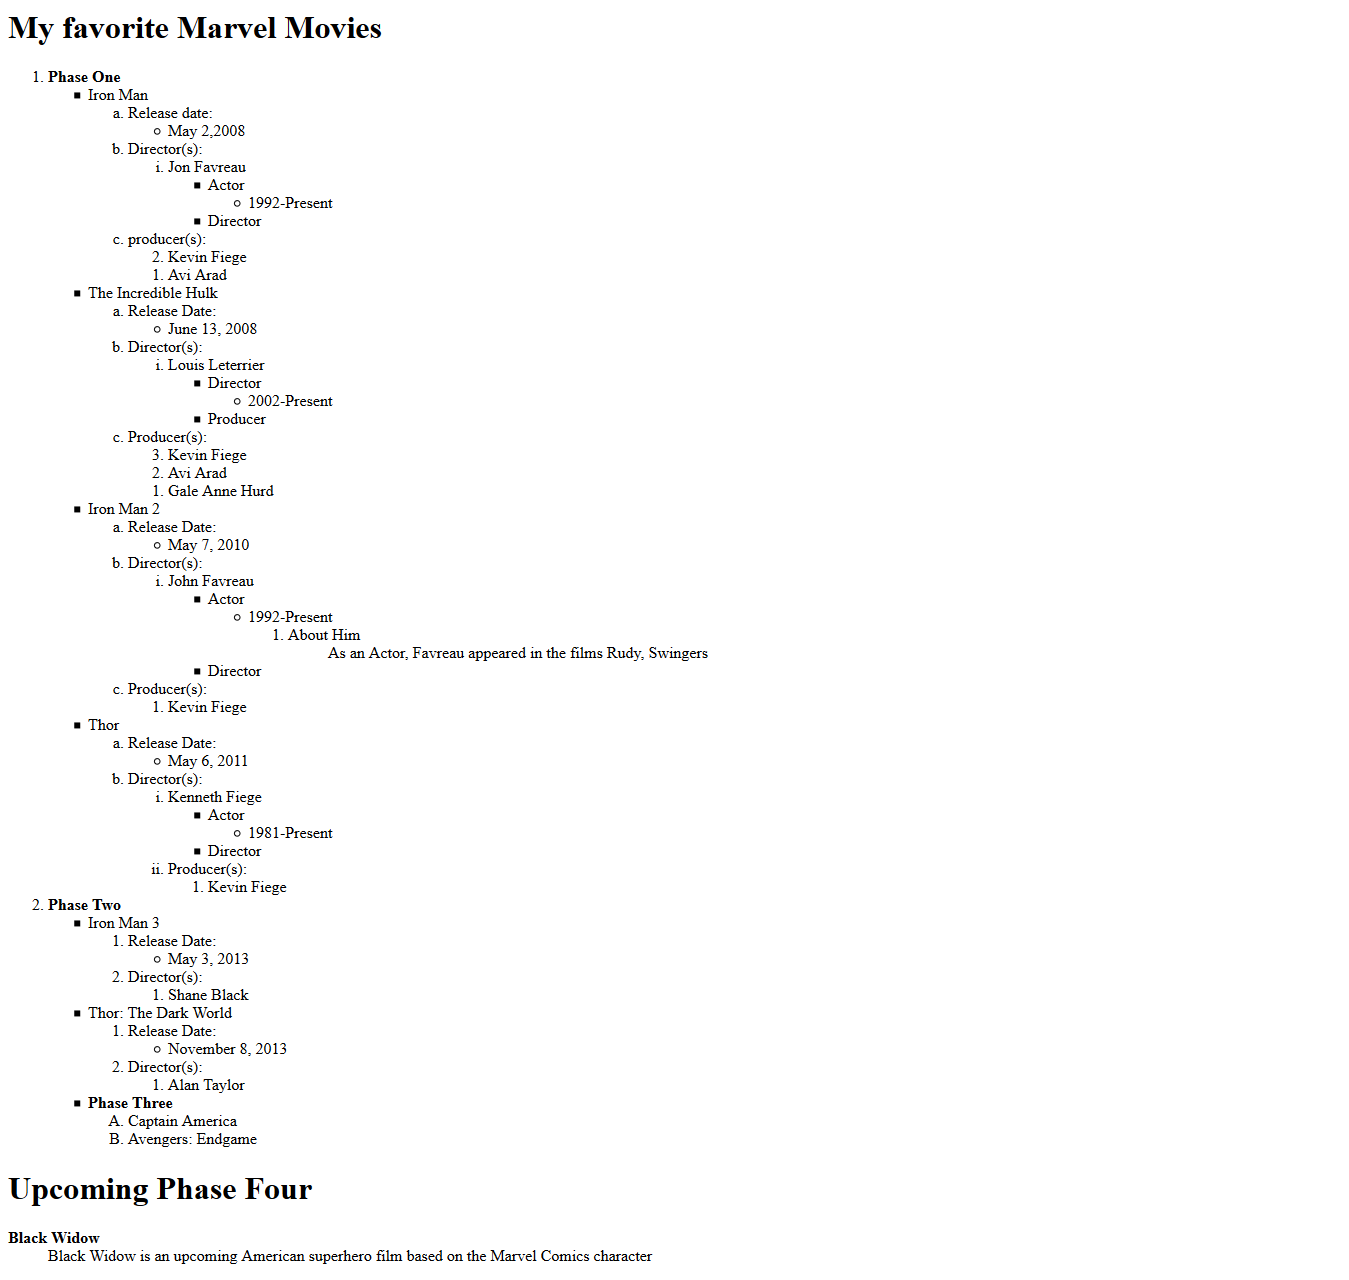 My favorite Marvel Movies
1. Phase One
▪ Iron Man
a. Release date:
○ May 2,2008
b. Director(s):
i. Jon Favreau
▪ Actor
○ 1992-Present
▪ Director
c. producer(s):
2. Kevin Fiege
1. Avi Arad
▪ The Incredible Hulk
a. Release Date:
○ June 13, 2008
b. Director(s):
i. Louis Leterrier
▪ Director
○ 2002-Present
▪ Producer
c. Producer(s):
3. Kevin Fiege
2. Avi Arad
1. Gale Anne Hurd
▪ Iron Man 2
a. Release Date:
○ May 7, 2010
b. Director(s):
i. John Favreau
▪ Actor
○ 1992-Present
1. About Him
As an Actor, Favreau appeared in the films Rudy, Swingers
▪ Director
c. Producer(s):
1. Kevin Fiege
▪ Thor
a. Release Date:
○ May 6, 2011
b. Director(s):
i. Kenneth Fiege
▪ Actor
○ 1981-Present
▪ Director
ii. Producer(s):
1. Kevin Fiege
2. Phase Two
▪ Iron Man 3
1. Release Date:
○ May 3, 2013
2. Director(s):
1. Shane Black
▪ Thor: The Dark World
1. Release Date:
○ November 8, 2013
2. Director(s):
1. Alan Taylor
▪ Phase Three
A. Captain America
B. Avengers: Endgame
Upcoming Phase Four
Black Widow
Black Widow is an upcoming American superhero film based on the Marvel Comics character